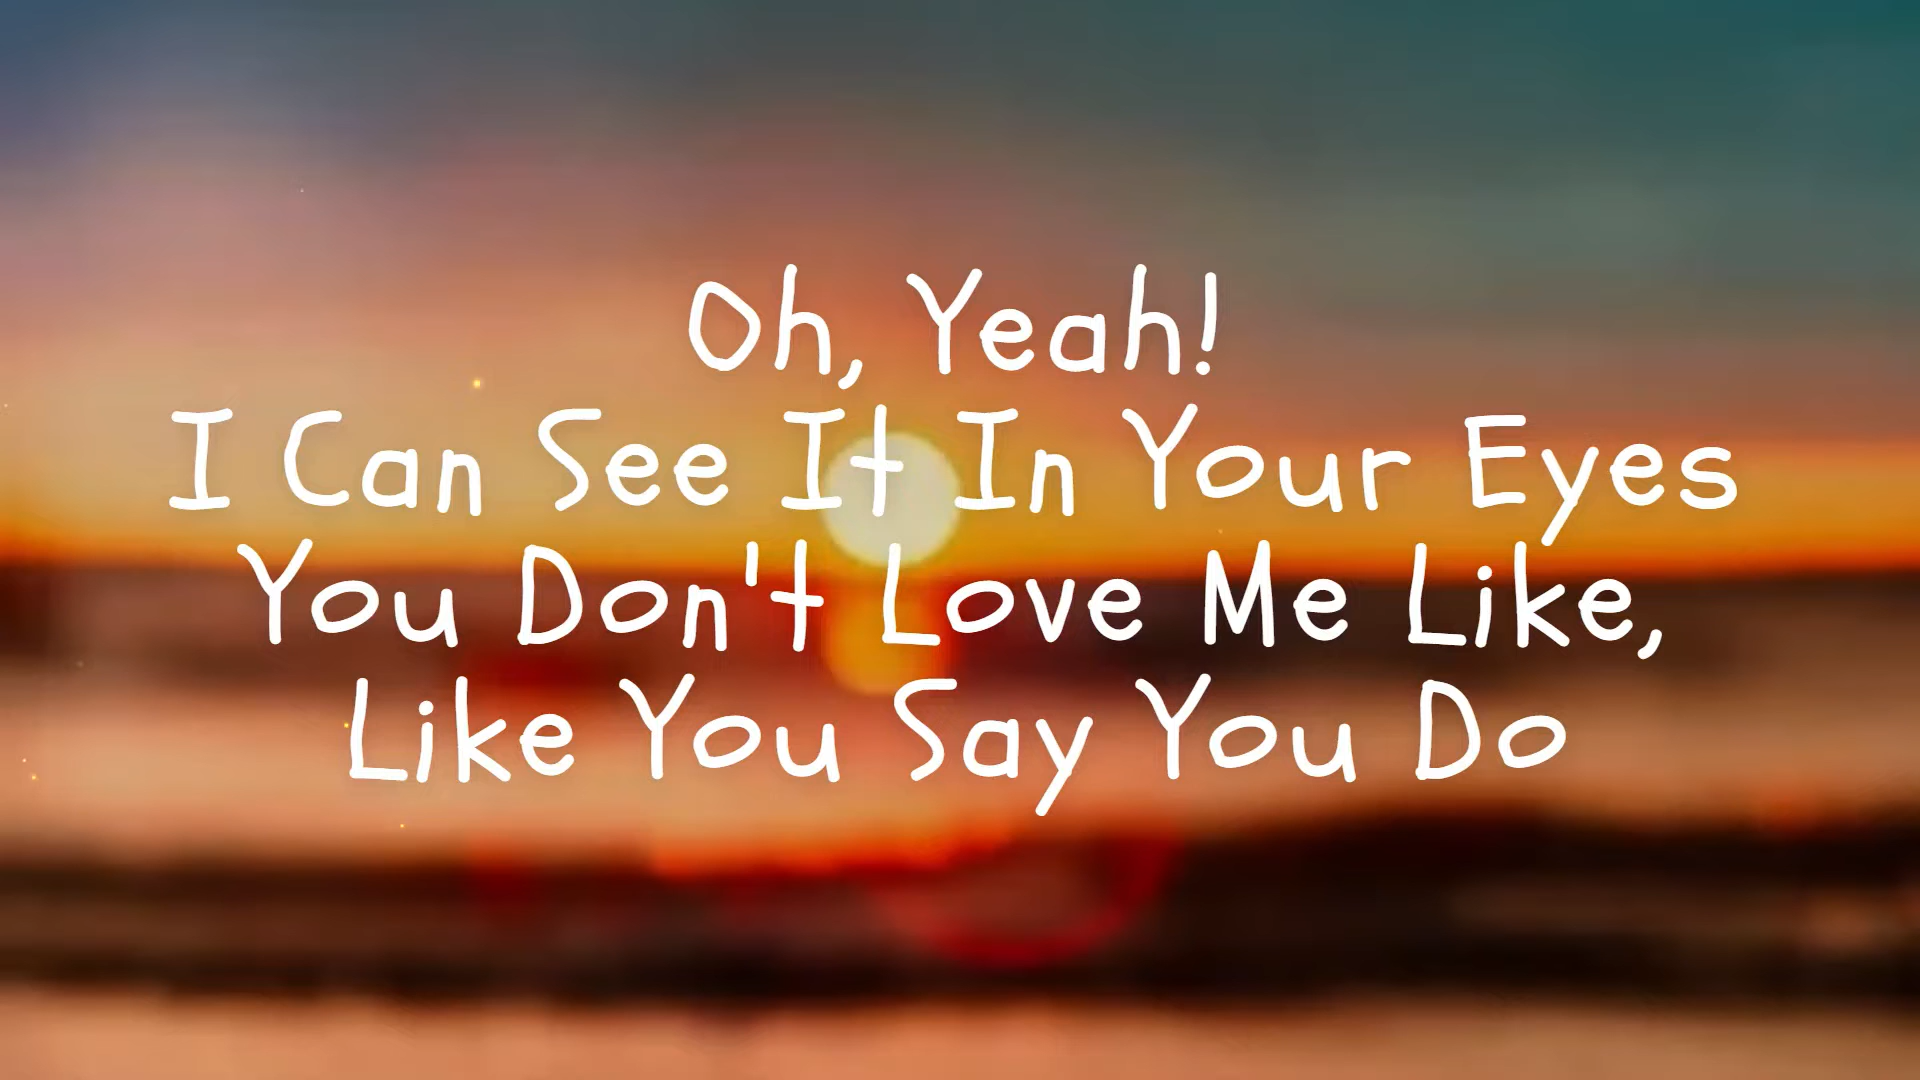 Oh, Yeah!
I Can See It In Your Eyes
You Don't Love Me Like,
Like You Say You Do